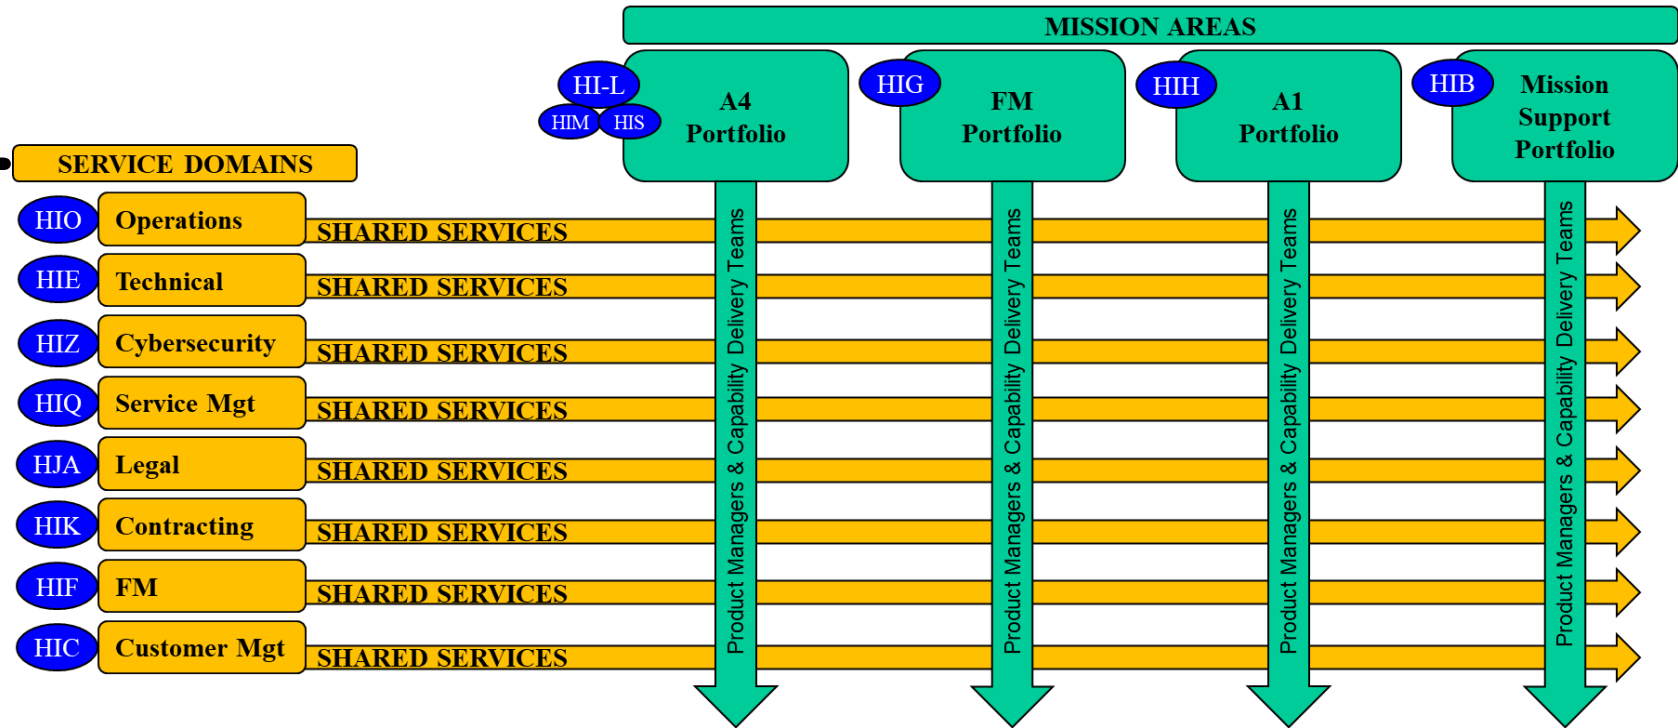 MISSION AREAS
HI-L
HIM
HIS
A4
Portfolio
HIG
FM
Portfolio
HIH
A1
Portfolio
HIB
Mission
Support
Portfolio
SERVICE DOMAINS
HIO
Operations
SHARED SERVICES
HIE
Technical
SHARED SERVICES
HIZ
Cybersecurity
SHARED SERVICES
HIQ
Service Mgt
SHARED SERVICES
HJA
Legal
SHARED SERVICES
HIK
Contracting
SHARED SERVICES
HIF
FM
SHARED SERVICES
HIC
Customer Mgt
SHARED SERVICES
Product Managers & Capability Delivery Teams
Product Managers & Capability Delivery Teams
Product Managers & Capability Delivery Teams
Product Managers & Capability Delivery Teams